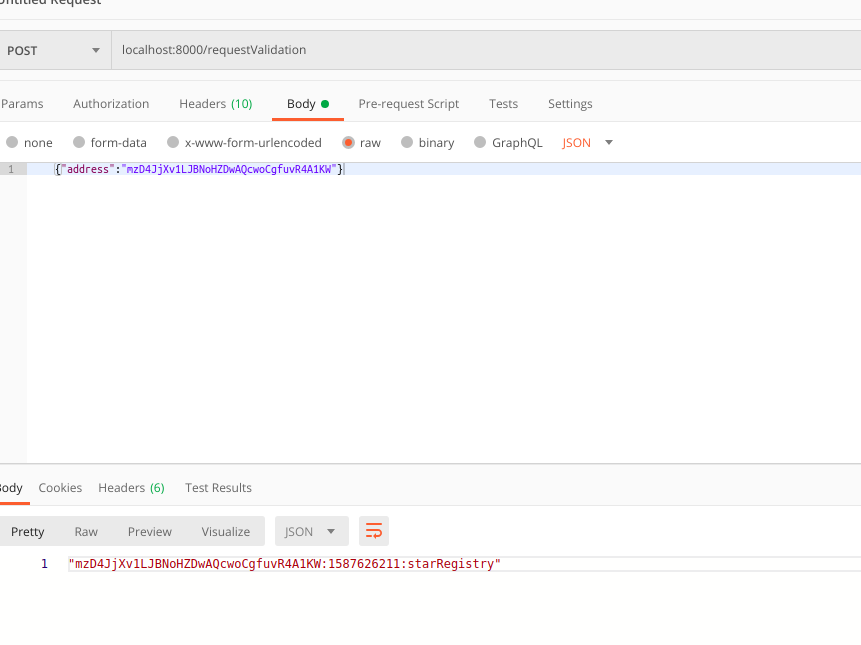 Untitled Request
POST localhost:8000/requestValidation
Params Authorization Headers (10) Body Pre-request Script Tests Settings
none form-data x-www-form-urlencoded raw binary GraphQL JSON
1 {"address":"mzD4JjXv1LJBNoHZDwAQcwoCgfuvR4A1KW"}
Body Cookies Headers (6) Test Results
Pretty Raw Preview Visualize JSON
1 "mzD4JjXv1LJBNoHZDwAQcwoCgfuvR4A1KW:1587626211:starRegistry"